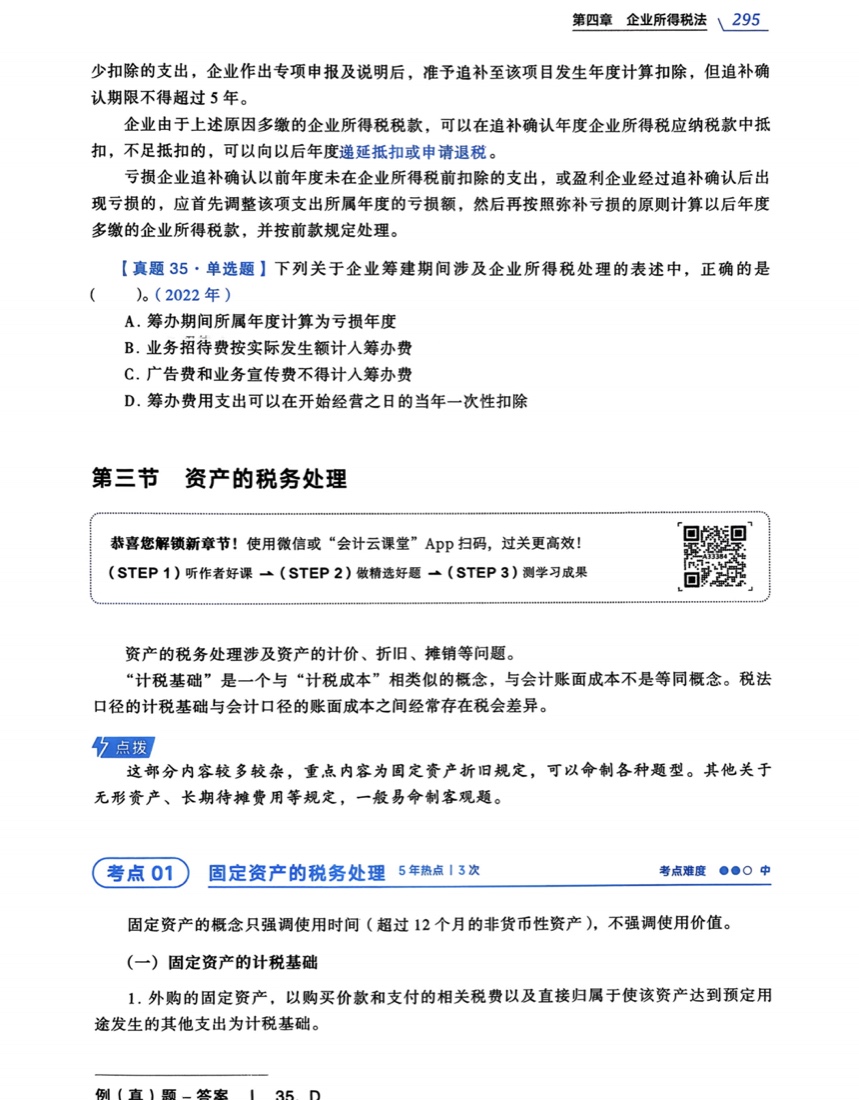 第四章 企业所得税法 295
少扣除的支出，企业作出专项申报及说明后，准予追补至该项目发生年度计算扣除，但追补确
认期限不得超过5年。
企业由于上述原因多缴的企业所得税税款，可以在追补确认年度企业所得税应纳税款中抵
扣，不足抵扣的，可以向以后年度递延抵扣或申请退税。
亏损企业追补确认以前年度未在企业所得税前扣除的支出，或盈利企业经过追补确认后出
现亏损的，应首先调整该项支出所属年度的亏损额，然后再按照弥补亏损的原则计算以后年度
多缴的企业所得税款，并按前款规定处理。
【真题35·单选题】下列关于企业筹建期间涉及企业所得税处理的表述中，正确的是
（ ）。（2022年）
A. 筹办期间所属年度计算为亏损年度
B. 业务招待费按实际发生额计入筹办费
C. 广告费和业务宣传费不得计入筹办费
D. 筹办费用支出可以在开始经营之日的当年一次性扣除
第三节 资产的税务处理
恭喜您解锁新章节！使用微信或“会计云课堂”App扫码，过关更高效！
（STEP 1）听作者好课 ⇀（STEP 2）做精选好题 ⇀（STEP 3）测学习成果
A33384
资产的税务处理涉及资产的计价、折旧、摊销等问题。
“计税基础”是一个与“计税成本”相类似的概念，与会计账面成本不是等同概念。税法
口径的计税基础与会计口径的账面成本之间经常存在税会差异。
点拨
这部分内容较多较杂，重点内容为固定资产折旧规定，可以命制各种题型。其他关于
无形资产、长期待摊费用等规定，一般易命制客观题。
考点01 固定资产的税务处理 5年热点|3次 考点难度 ●●○ 中
固定资产的概念只强调使用时间（超过12个月的非货币性资产），不强调使用价值。
（一）固定资产的计税基础
1. 外购的固定资产，以购买价款和支付的相关税费以及直接归属于使该资产达到预定用
途发生的其他支出为计税基础。
例（真）题－答案 | 35. D